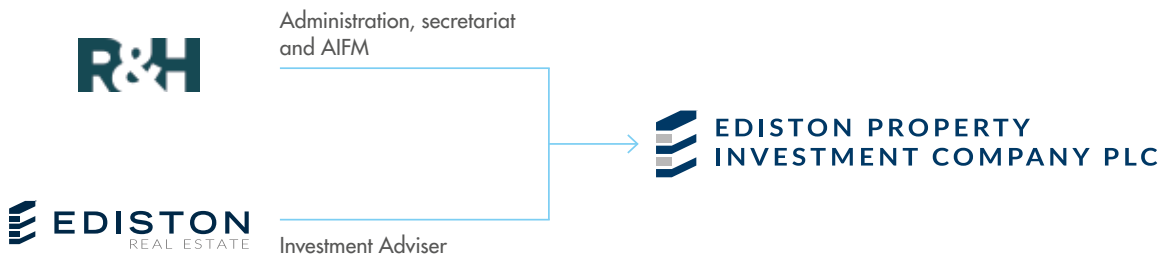 Administration, secretariat
and AIFM
R&H
EDISTON PROPERTY
INVESTMENT COMPANY PLC
EDISTON
REAL ESTATE
Investment Adviser